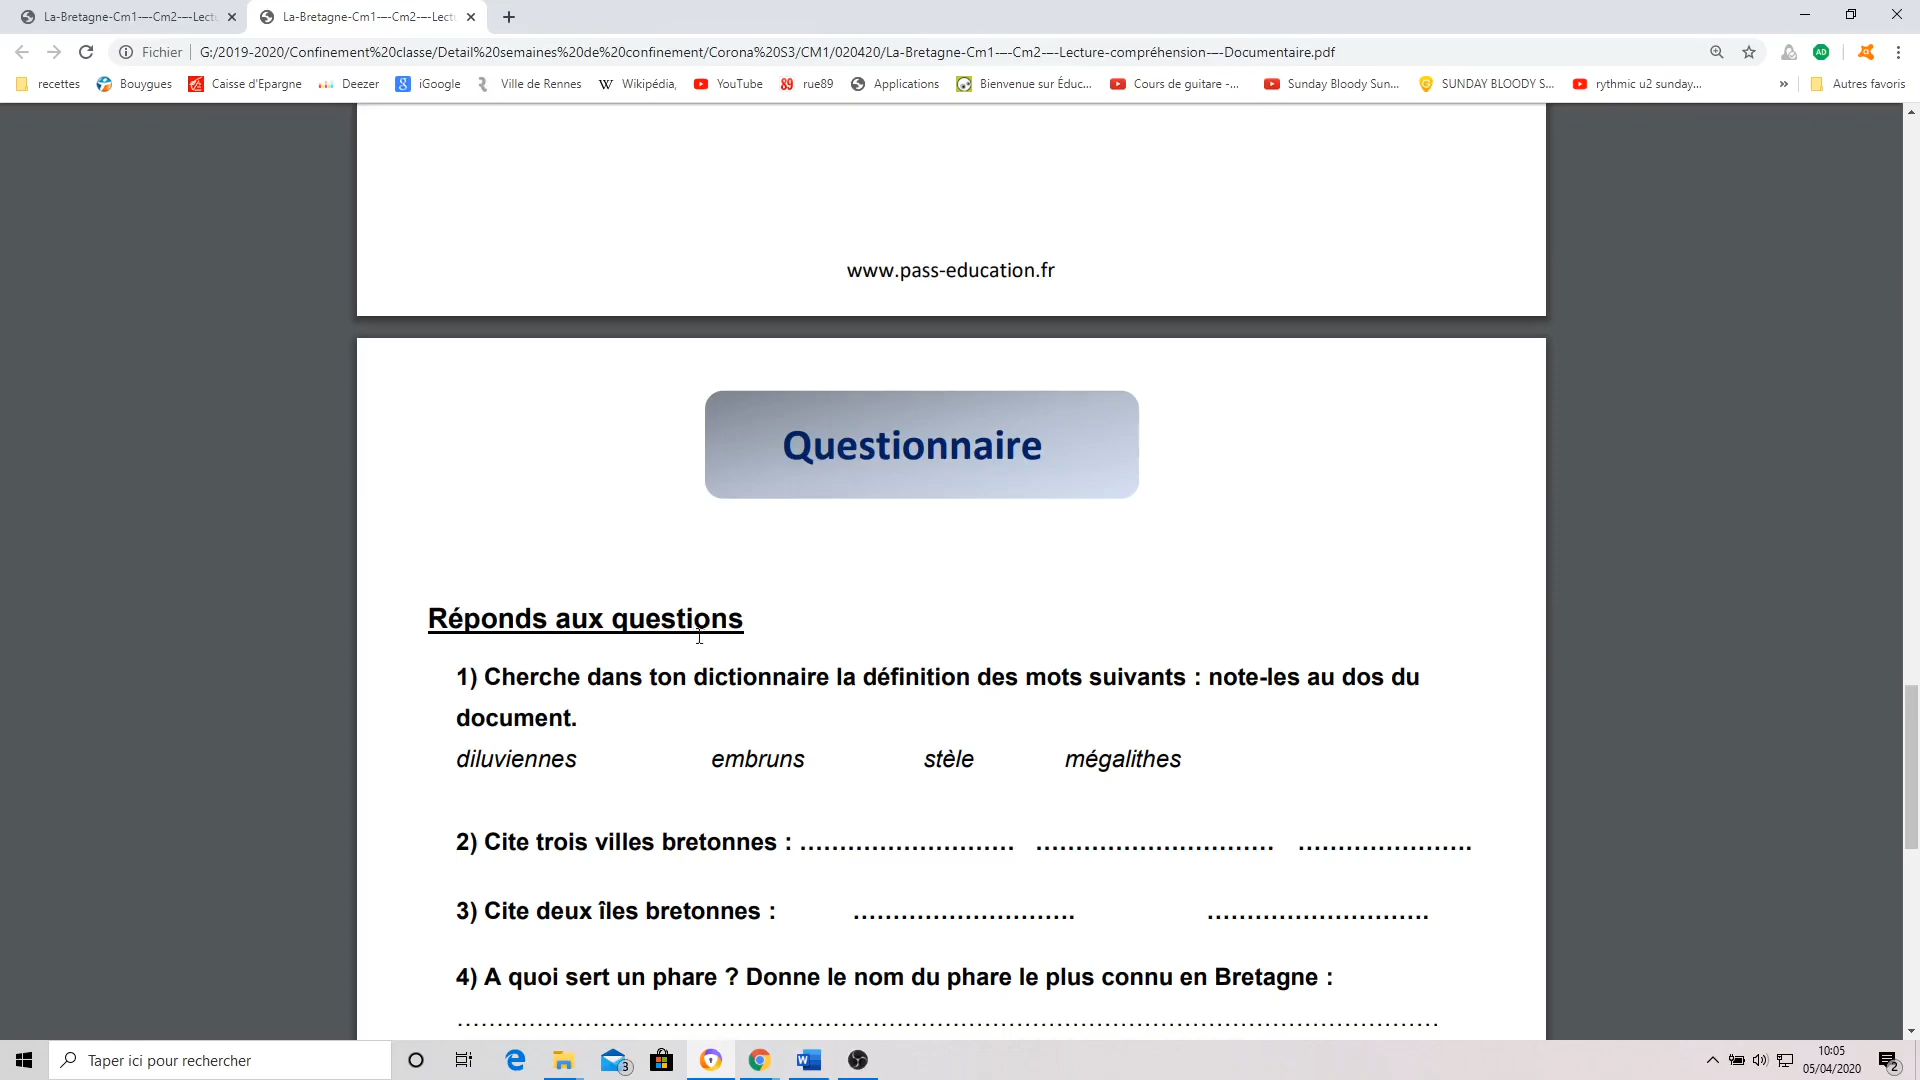 La-Bretagne-Cm1-–-Cm2-–-Lectu
La-Bretagne-Cm1-–-Cm2-–-Lectu
Fichier
G:/2019-2020/Confinement%20classe/Detail%20semaines%20de%20confinement/Corona%20S3/CM1/020420/La-Bretagne-Cm1-–-Cm2-–-Lecture-compréhension-–-Documentaire.pdf
AD
recettes
Bouygues
Caisse d'Epargne
Deezer
iGoogle
Ville de Rennes
Wikipédia,
YouTube
89 rue89
Applications
Bienvenue sur Éduc...
Cours de guitare -...
Sunday Bloody Sun...
SUNDAY BLOODY S...
rythmic u2 sunday...
»
Autres favoris
www.pass-education.fr
Questionnaire
Réponds aux questions
1) Cherche dans ton dictionnaire la définition des mots suivants : note-les au dos du
document.
diluviennes embruns stèle mégalithes
2) Cite trois villes bretonnes : ……………………… ………………………… ………………….
3) Cite deux îles bretonnes : ………………………. ……………………….
4) A quoi sert un phare ? Donne le nom du phare le plus connu en Bretagne :
……………………………………………………………………………………………………………….
Taper ici pour rechercher
3
10:05
05/04/2020
2